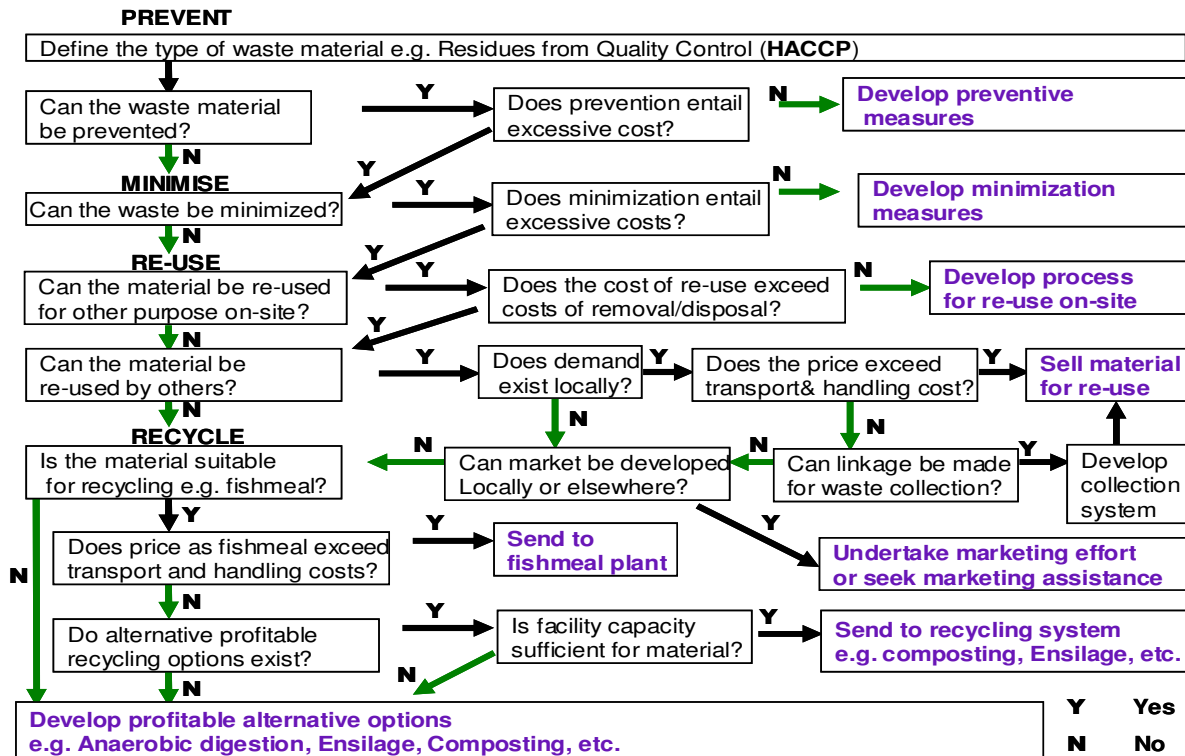 PREVENT
Define the type of waste material e.g. Residues from Quality Control (HACCP)
Can the waste material
be prevented?
Y
Does prevention entail
excessive cost?
N
Develop preventive
measures
N
Y
MINIMISE
Can the waste be minimized?
Y
Does minimization entail
excessive costs?
N
Develop minimization
measures
N
Y
RE-USE
Can the material be re-used
for other purpose on-site?
Y
Does the cost of re-use exceed
costs of removal/disposal?
N
Develop process
for re-use on-site
N
Y
Can the material be
re-used by others?
Y
Does demand
exist locally?
Y
Does the price exceed
transport& handling cost?
Y
Sell material
for re-use
N
N
N
RECYCLE
Is the material suitable
for recycling e.g. fishmeal?
N
Can market be developed
Locally or elsewhere?
N
Can linkage be made
for waste collection?
Y
Develop
collection
system
Y
Y
Does price as fishmeal exceed
transport and handling costs?
Y
Send to
fishmeal plant
Undertake marketing effort
or seek marketing assistance
N
N
Do alternative profitable
recycling options exist?
Y
Is facility capacity
sufficient for material?
Y
Send to recycling system
e.g. composting, Ensilage, etc.
N
N
Develop profitable alternative options
e.g. Anaerobic digestion, Ensilage, Composting, etc.
Y Yes
N No